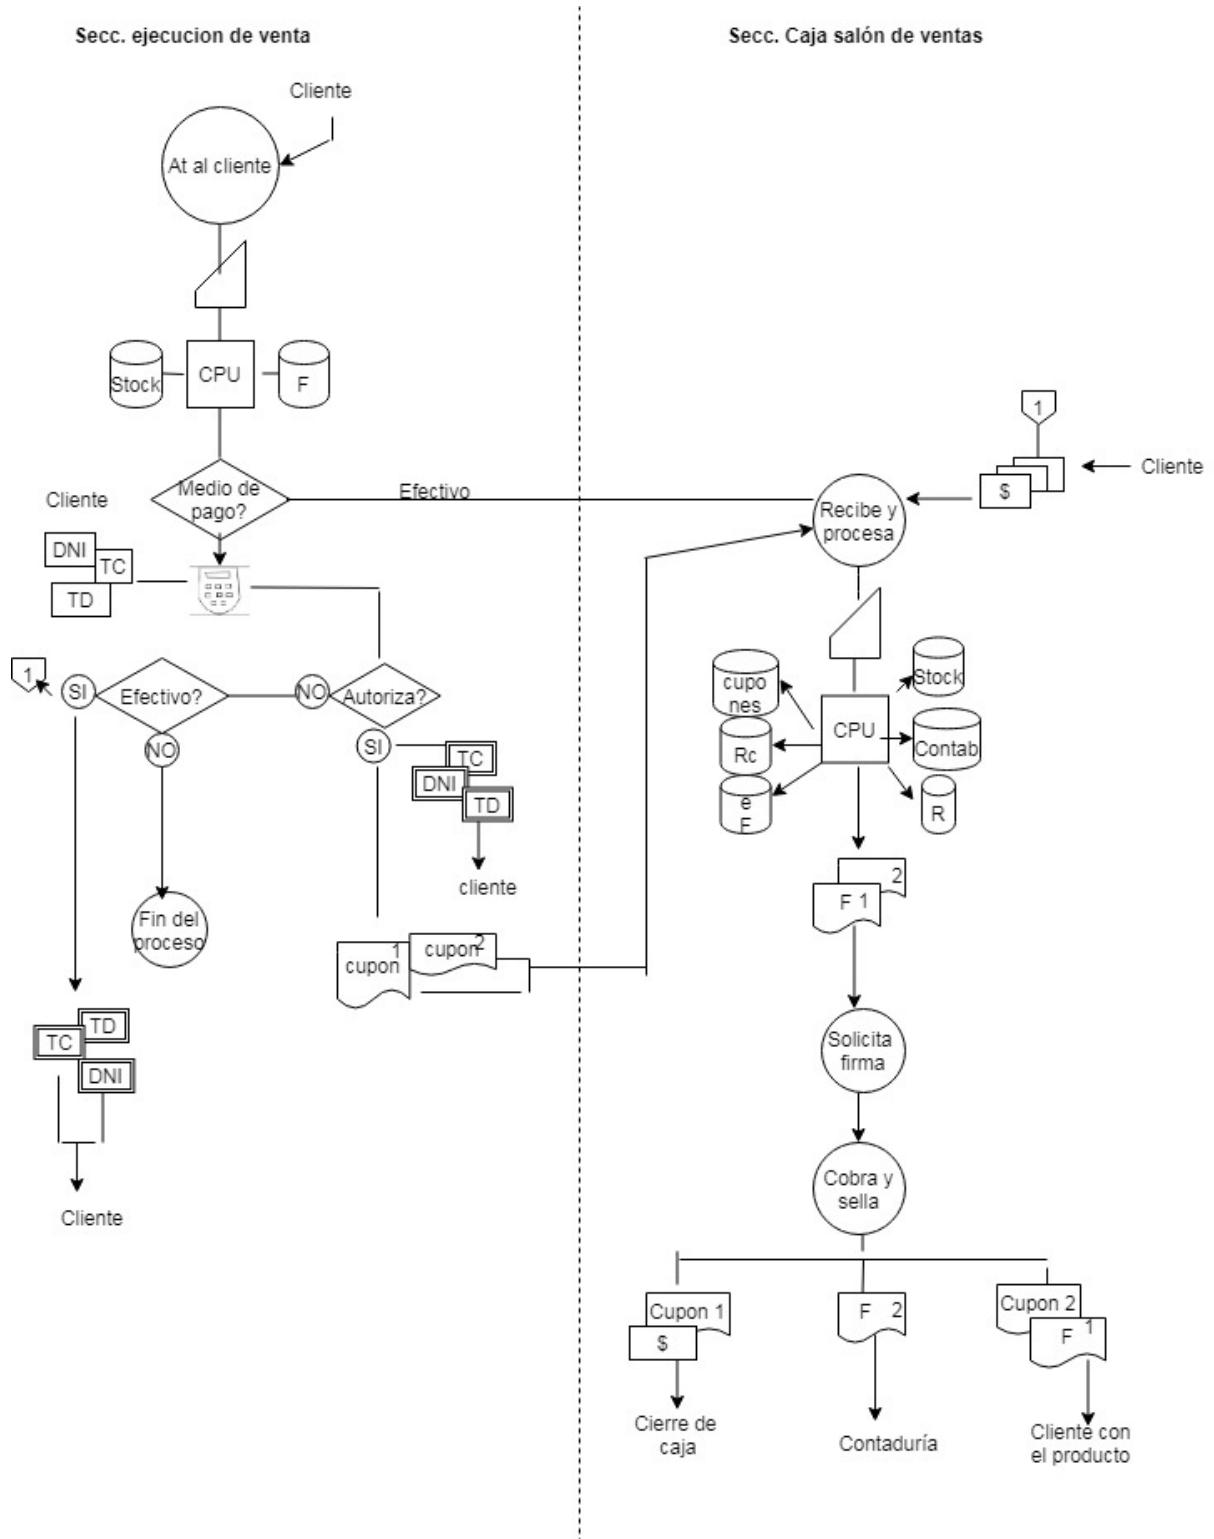 Secc. ejecucion de venta
Secc. Caja salón de ventas
Cliente
At al cliente
Stock
CPU
F
Medio de
pago?
Efectivo
Cliente
DNI
TC
TD
1
SI
Efectivo?
NO
Autoriza?
NO
SI
TC
DNI
TD
cliente
Fin del
proceso
1
cupon
cupon
2
TD
TC
DNI
Cliente
1
Cliente
$
Recibe y
procesa
cupo
nes
Stock
CPU
Rc
Contab
e
F
R
2
F 1
Solicita
firma
Cobra y
sella
Cupon 1
$
F 2
Cupon 2
F 1
Cierre de
caja
Contaduría
Cliente con
el producto